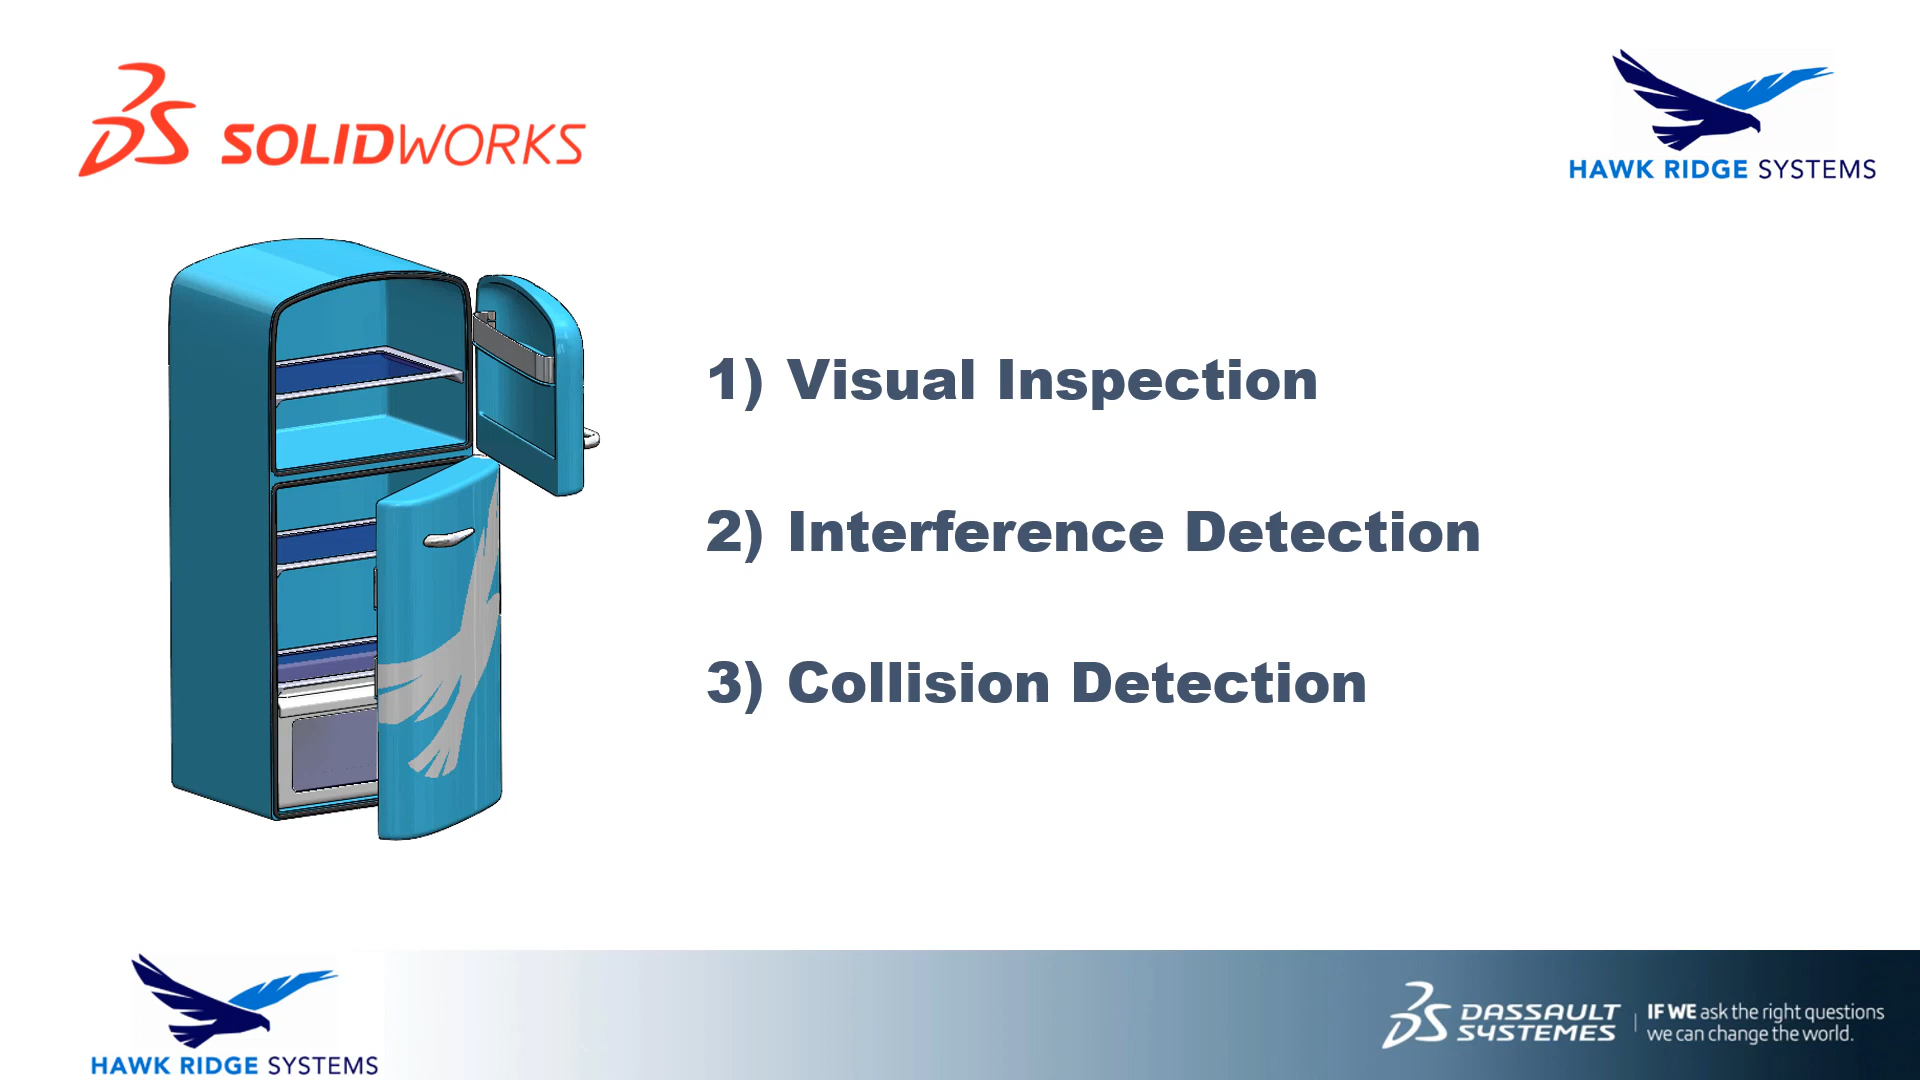 SOLIDWORKS
HAWK RIDGE SYSTEMS
1) Visual Inspection
2) Interference Detection
3) Collision Detection
HAWK RIDGE SYSTEMS
DASSAULT
SYSTEMES
IF WE ask the right questions
we can change the world.